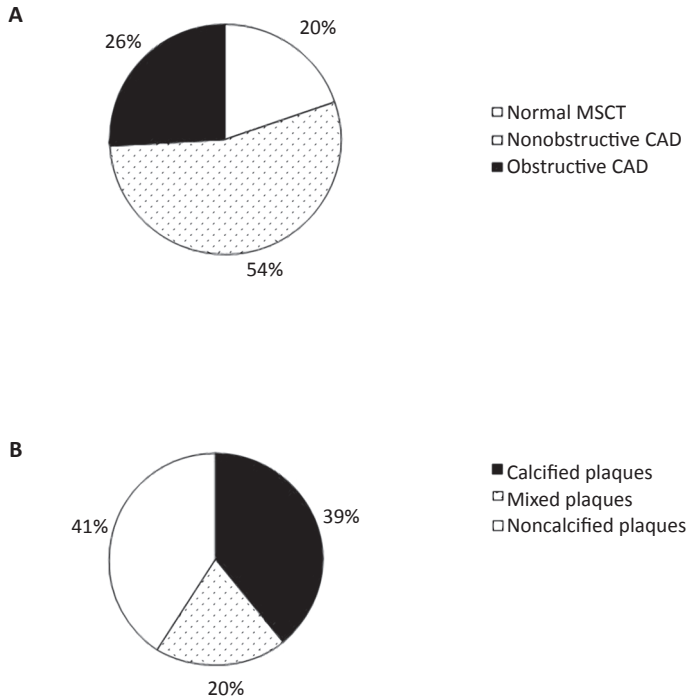 A
26%
20%
Normal MSCT
Nonobstructive CAD
Obstructive CAD
54%
B
41%
39%
Calcified plaques
Mixed plaques
Noncalcified plaques
20%